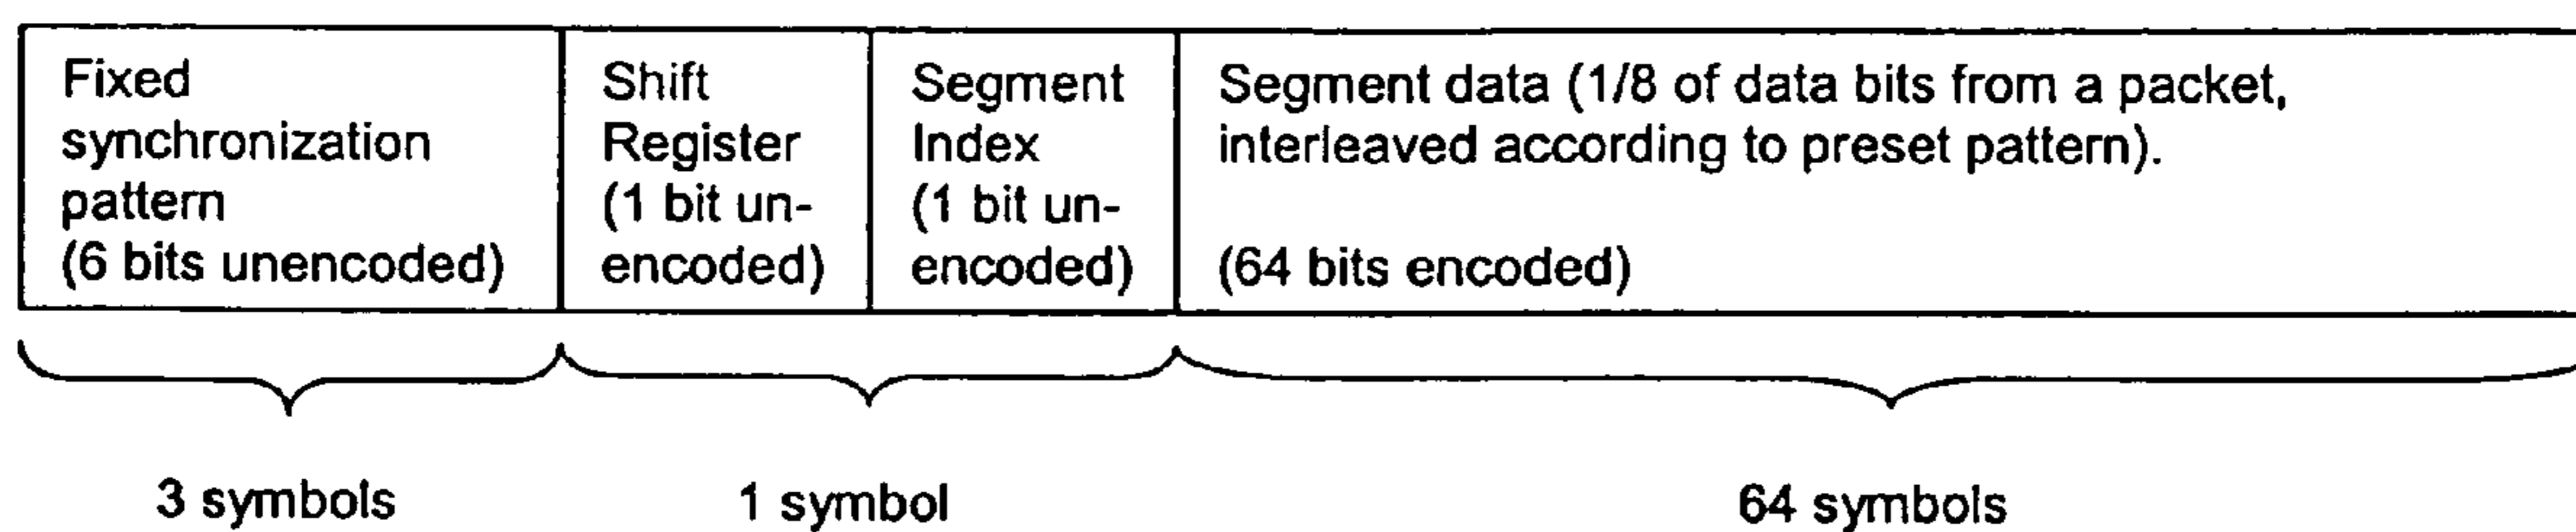 Fixed
synchronization
pattern
(6 bits unencoded)
Shift
Register
(1 bit un-
encoded)
Segment
Index
(1 bit un-
encoded)
Segment data (1/8 of data bits from a packet,
interleaved according to preset pattern).
(64 bits encoded)
3 symbols
1 symbol
64 symbols